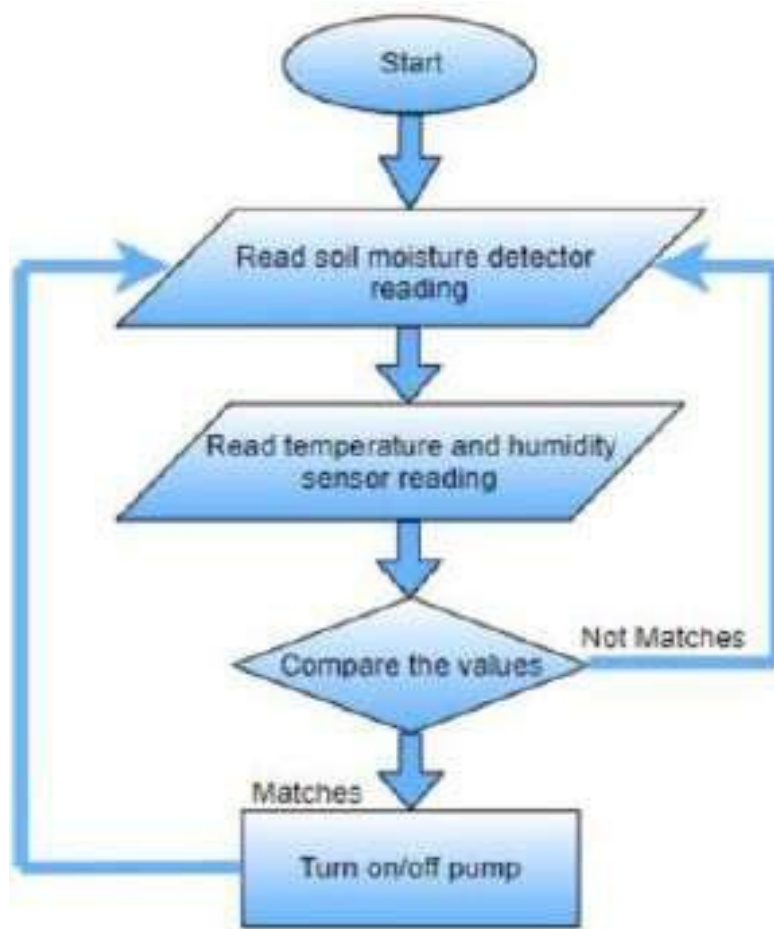 Start
Read soil moisture detector
reading
Read temperature and humidity
sensor reading
Compare the values
Not Matches
Matches
Turn on/off pump